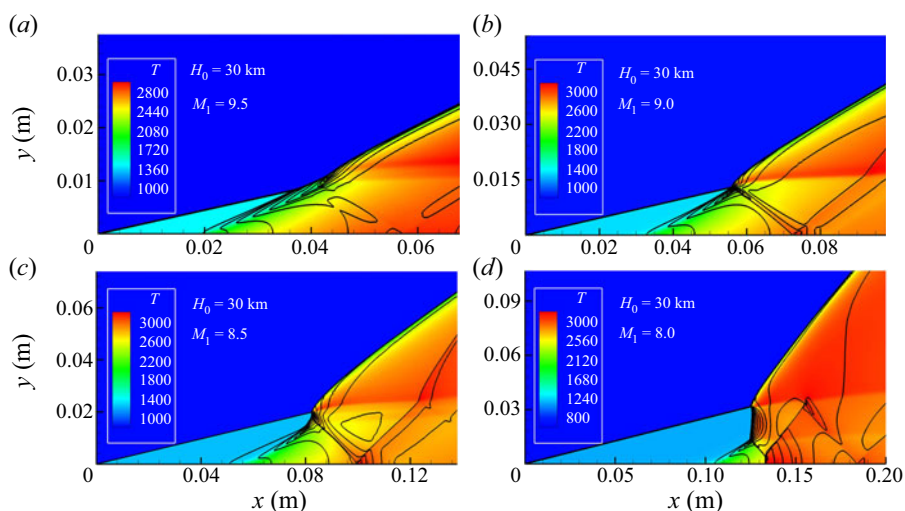 (a)
0.03
0.02
0.01
0
y (m)
T
2800
2440
2080
1720
1360
1000
H0 = 30 km
M1 = 9.5
0.02
0.04
0.06
(b)
0.045
0.030
0.015
0
T
3000
2600
2200
1800
1400
1000
H0 = 30 km
M1 = 9.0
0.02
0.04
0.06
0.08
(c)
0.06
0.04
0.02
0
y (m)
T
3000
2600
2200
1800
1400
1000
H0 = 30 km
M1 = 8.5
0.04
0.08
0.12
x (m)
(d)
0.09
0.06
0.03
0
T
3000
2560
2120
1680
1240
800
H0 = 30 km
M1 = 8.0
0.05
0.10
0.15
0.20
x (m)